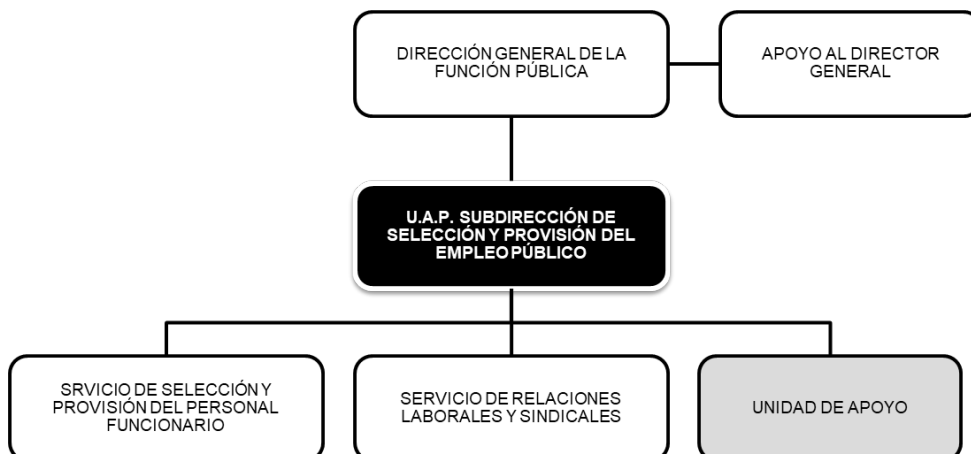 DIRECCIÓN GENERAL DE LA
FUNCIÓN PÚBLICA
APOYO AL DIRECTOR
GENERAL
U.A.P. SUBDIRECCIÓN DE
SELECCIÓN Y PROVISIÓN DEL
EMPLEO PÚBLICO
SRVICIO DE SELECCIÓN Y
PROVISIÓN DEL PERSONAL
FUNCIONARIO
SERVICIO DE RELACIONES
LABORALES Y SINDICALES
UNIDAD DE APOYO